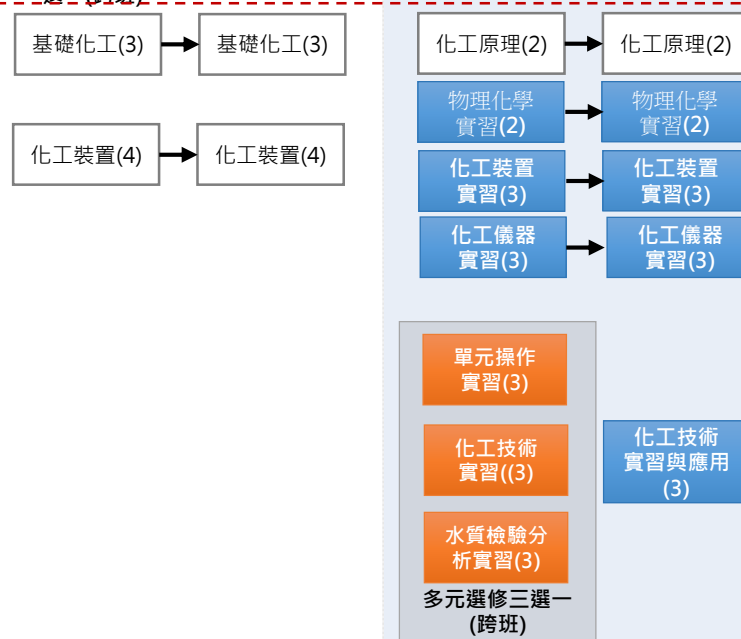 基礎化工(3)
基礎化工(3)
化工原理(2)
化工原理(2)
物理化學
實習(2)
物理化學
實習(2)
化工裝置(4)
化工裝置(4)
化工裝置
實習(3)
化工裝置
實習(3)
化工儀器
實習(3)
化工儀器
實習(3)
單元操作
實習(3)
化工技術
實習((3)
化工技術
實習與應用
(3)
水質檢驗分
析實習(3)
多元選修三選一
(跨班)